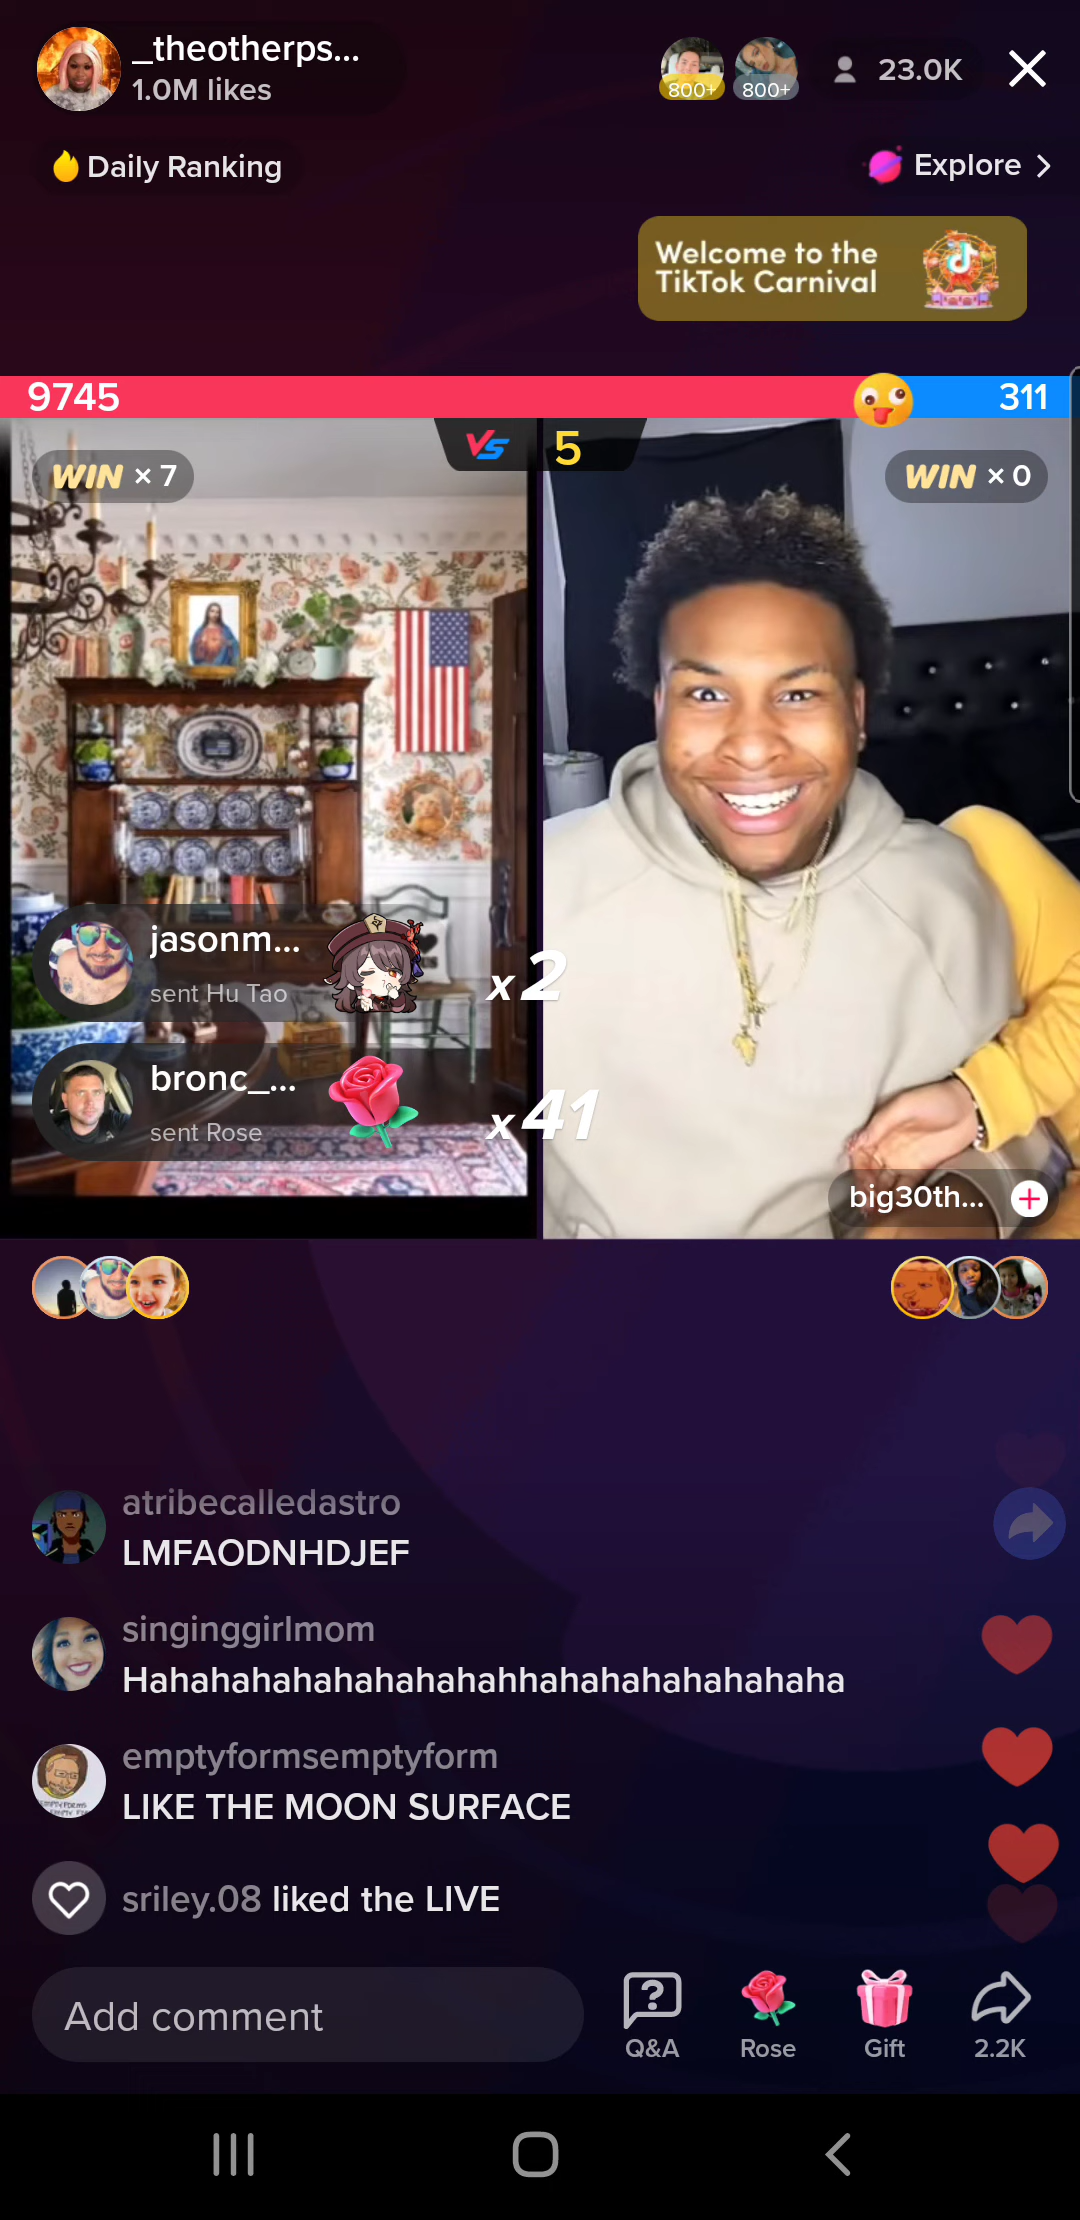 _theotherps...
1.0M likes
800+
800+
23.0K
Daily Ranking
Explore
Welcome to the
TikTok Carnival
9745
311
VS
5
WIN × 7
WIN × 0
jasonm...
sent Hu Tao
x2
bronc_...
sent Rose
x41
big30th...
atribecalledastro
LMFAODNHDJEF
singinggirlmom
Hahahahahahahahahahhahahahahahahahaha
emptyformsemptyform
LIKE THE MOON SURFACE
sriley.08 liked the LIVE
Add comment
Q&A
Rose
Gift
2.2K